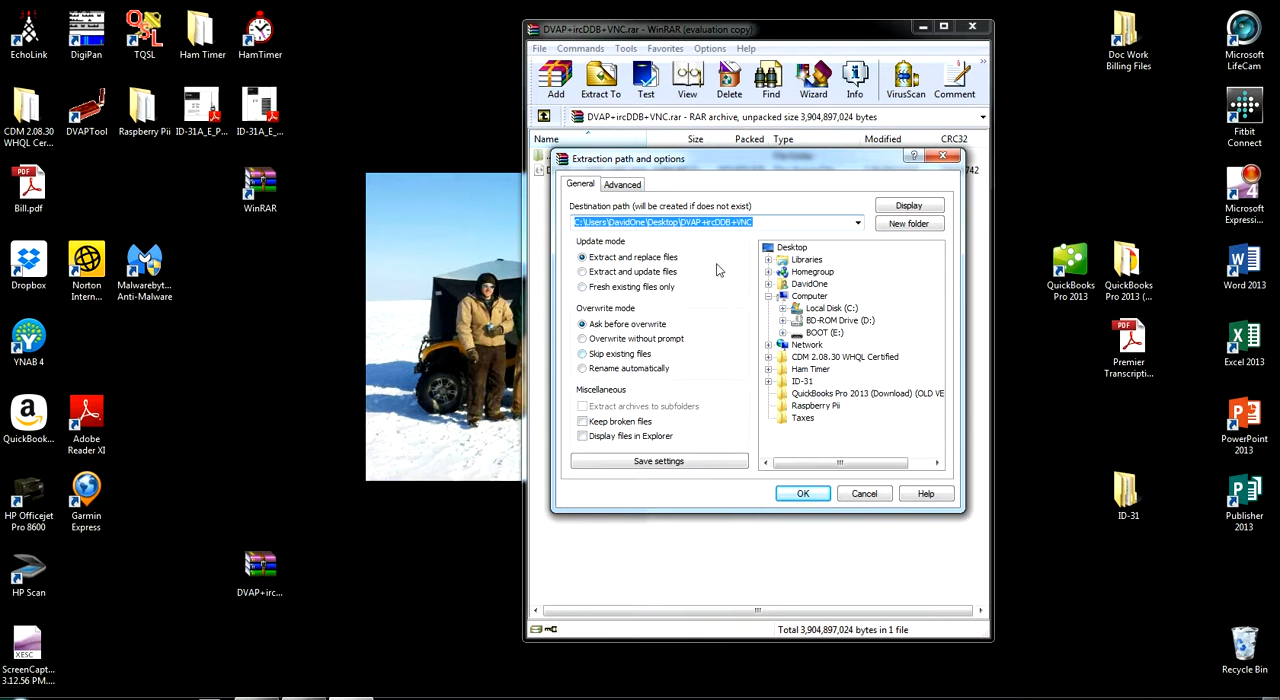 EchoLink
DigiPan
TQSL
Ham Timer
HamTimer
CDM 2.08.30
WHQL Cer...
DVAPTool
Raspberry Pii
ID-31A_E_P...
ID-31A_E_...
PDF
Bill.pdf
WinRAR
Dropbox
Norton
Intern...
Malwarebyt...
Anti-Malware
YNAB 4
QuickBook...
Adobe
Reader XI
HP Officejet
Pro 8600
Garmin
Express
HP Scan
DVAP+irc...
XESC
ScreenCapt...
3.12.56 PM....
DVAP+ircDDB+VNC.rar - WinRAR (evaluation copy)
File
Commands
Tools
Favorites
Options
Help
Add
Extract To
Test
View
Delete
Find
Wizard
Info
VirusScan
Comment
DVAP+ircDDB+VNC.rar - RAR archive, unpacked size 3,904,897,024 bytes
Name
Size
Packed
Type
Modified
CRC32
742
Extraction path and options
General
Advanced
Destination path (will be created if does not exist)
Display
C:\Users\DavidOne\Desktop\DVAP+ircDDB+VNC
New folder
Update mode
Extract and replace files
Extract and update files
Fresh existing files only
Overwrite mode
Ask before overwrite
Overwrite without prompt
Skip existing files
Rename automatically
Miscellaneous
Extract archives to subfolders
Keep broken files
Display files in Explorer
Save settings
Desktop
Libraries
Homegroup
DavidOne
Computer
Local Disk (C:)
BD-ROM Drive (D:)
BOOT (E:)
Network
CDM 2.08.30 WHQL Certified
Ham Timer
ID-31
QuickBooks Pro 2013 (Download) (OLD VE
Raspberry Pii
Taxes
OK
Cancel
Help
Total 3,904,897,024 bytes in 1 file
Doc Work
Billing Files
Microsoft
LifeCam
Fitbit
Connect
Microsoft
Expressi...
QuickBooks
Pro 2013
QuickBooks
Pro 2013 (...
Word 2013
PDF
Premier
Transcripti...
Excel 2013
PowerPoint
2013
ID-31
Publisher
2013
Recycle Bin